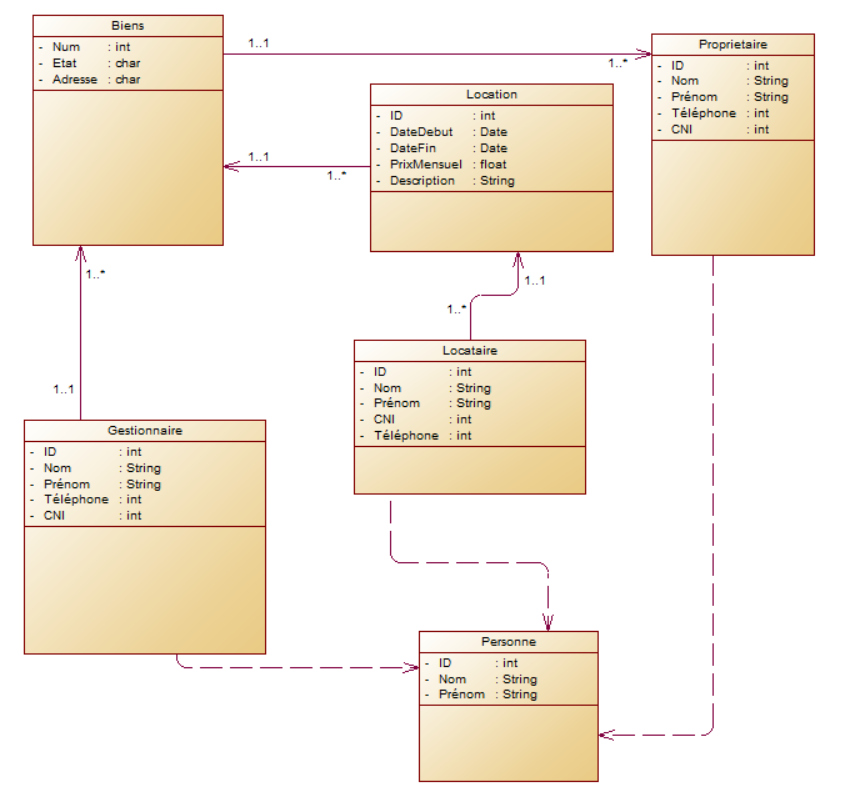 Biens
- Num : int
- Etat : char
- Adresse : char
1..1
1..*
Proprietaire
- ID : int
- Nom : String
- Prénom : String
- Téléphone : int
- CNI : int
Location
- ID : int
- DateDebut : Date
- DateFin : Date
- PrixMensuel : float
- Description : String
1..1
1..*
1..*
1..1
1..*
1..1
Locataire
- ID : int
- Nom : String
- Prénom : String
- CNI : int
- Téléphone : int
Gestionnaire
- ID : int
- Nom : String
- Prénom : String
- Téléphone : int
- CNI : int
Personne
- ID : int
- Nom : String
- Prénom : String